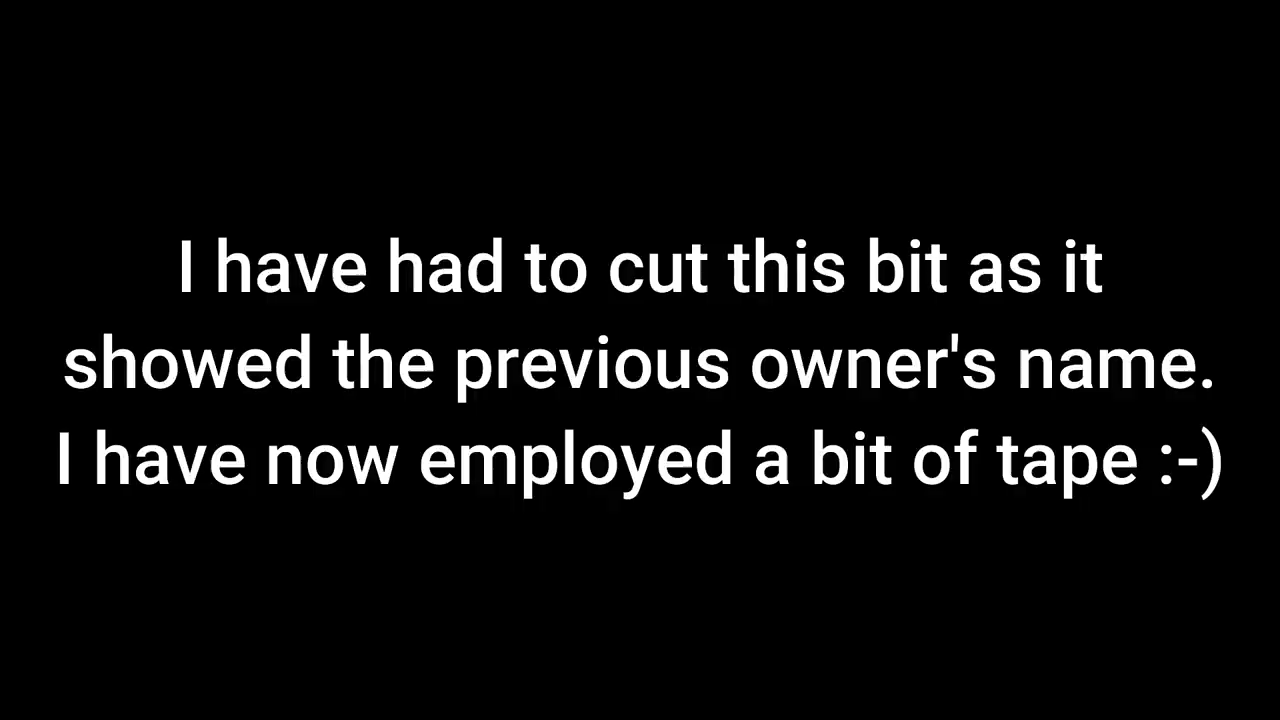 I have had to cut this bit as it
showed the previous owner's name.
I have now employed a bit of tape :-)